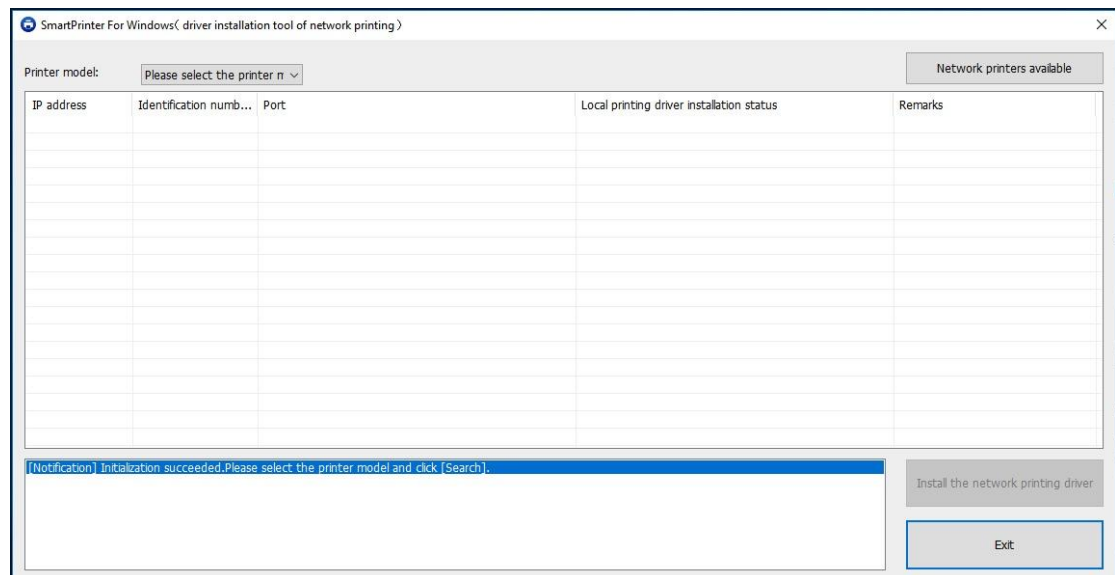 SmartPrinter For Windows( driver installation tool of network printing )
Printer model:
Please select the printer
Network printers available
IP address Identification numb... Port Local printing driver installation status Remarks
[Notification] Initialization succeeded.Please select the printer model and click [Search].
Install the network printing driver
Exit